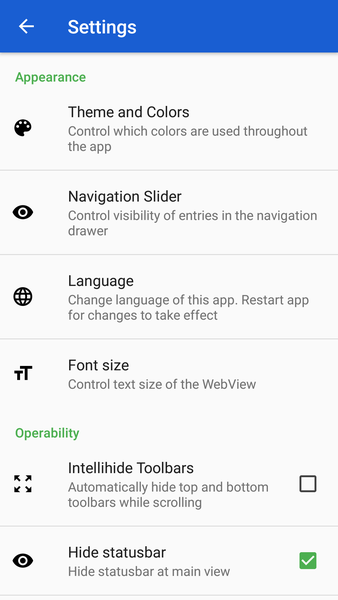 Settings
Appearance
Theme and Colors
Control which colors are used throughout
the app
Navigation Slider
Control visibility of entries in the navigation
drawer
Language
Change language of this app. Restart app
for changes to take effect
Font size
Control text size of the WebView
Operability
Intellihide Toolbars
Automatically hide top and bottom
toolbars while scrolling
Hide statusbar
Hide statusbar at main view